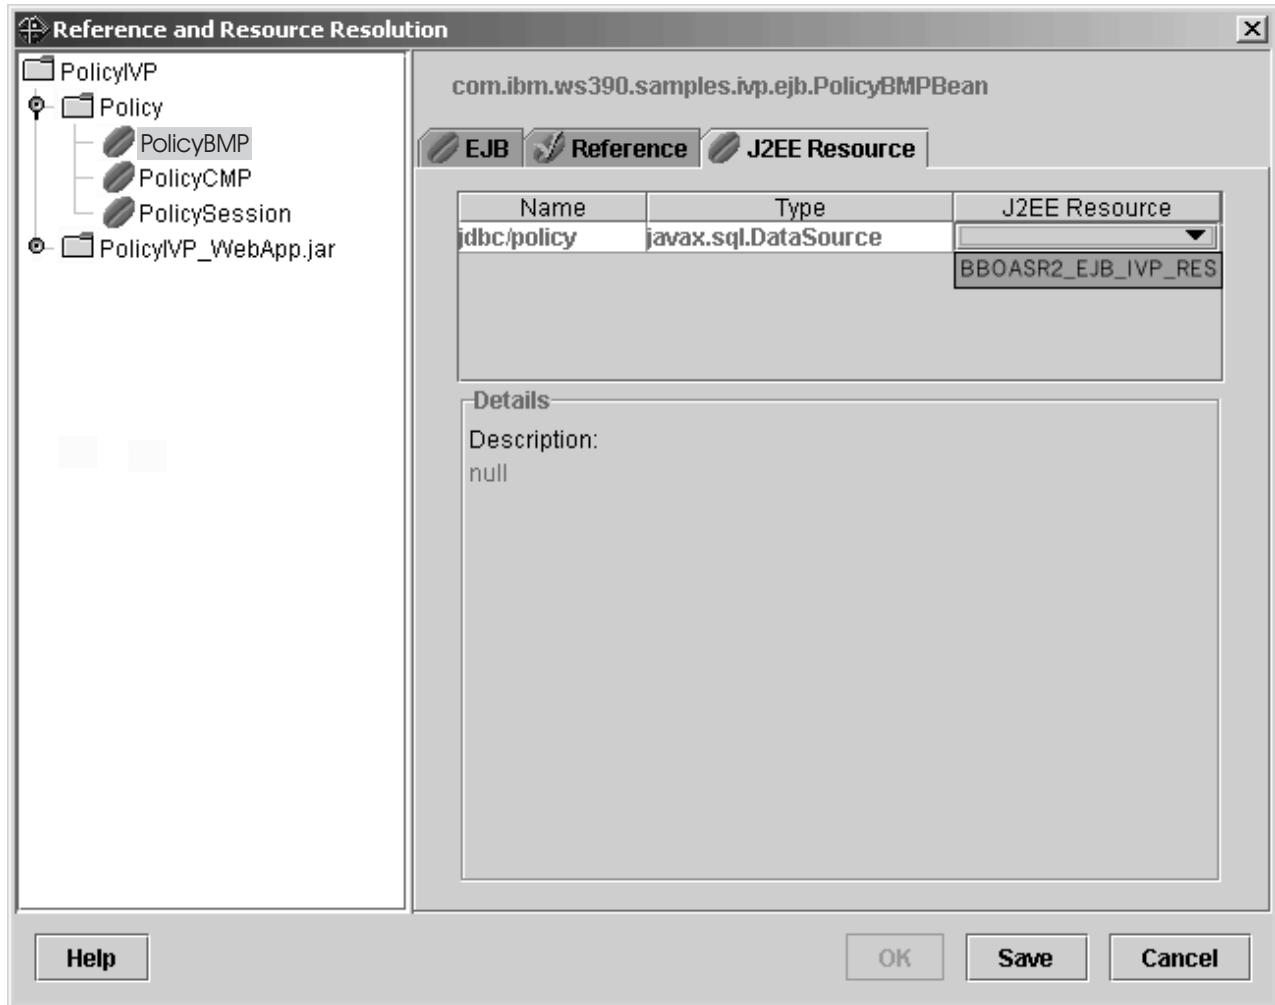 Reference and Resource Resolution
PolicyIVP
Policy
PolicyBMP
PolicyCMP
PolicySession
PolicyIVP_WebApp.jar
com.ibm.ws390.samples.ivp.ejb.PolicyBMPBean
EJB Reference J2EE Resource
Name Type J2EE Resource
jdbc/policy javax.sql.DataSource
BBOASR2_EJB_IVP_RES
Details
Description:
null
Help OK Save Cancel